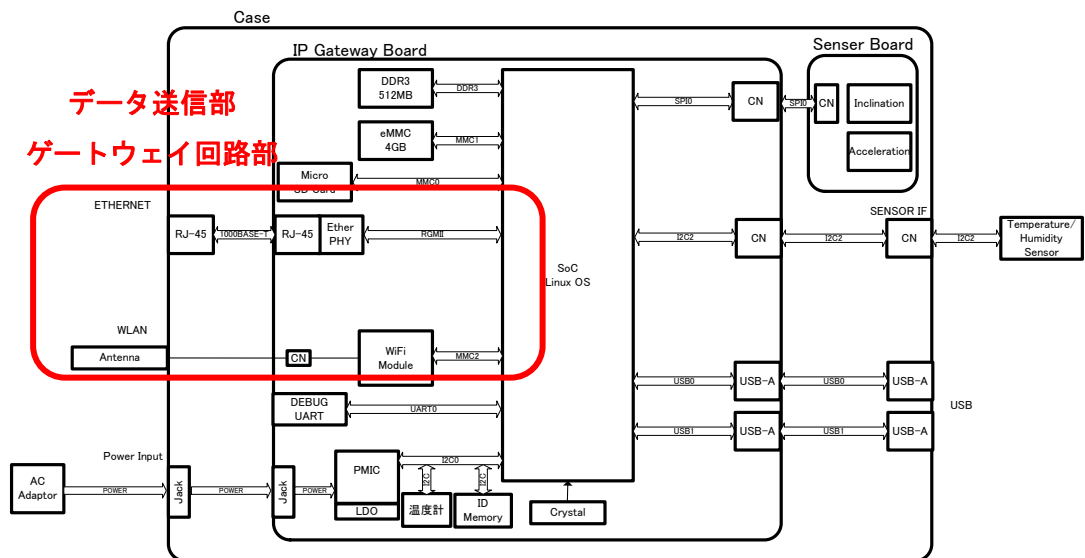 Case
IP Gateway Board
Senser Board
データ送信部
ゲートウェイ回路部
DDR3
512MB
DDR3
eMMC
4GB
MMC1
Micro
SD Card
MMC0
SPI0
CN
SPI0
CN
Inclination
Acceleration
ETHERNET
RJ-45
1000BASE-T
RJ-45
Ether
PHY
RGMII
SoC
Linux OS
I2C2
CN
I2C2
SENSOR IF
CN
I2C2
Temperature/
Humidity
Sensor
WLAN
Antenna
CN
WiFi
Module
MMC2
USB0
USB-A
USB0
USB-A
DEBUG
UART
UART0
USB1
USB-A
USB1
USB-A
USB
Power Input
AC
Adaptor
POWER
Jack
POWER
Jack
POWER
PMIC
LDO
I2C0
I2C
I2C
温度計
ID
Memory
Crystal